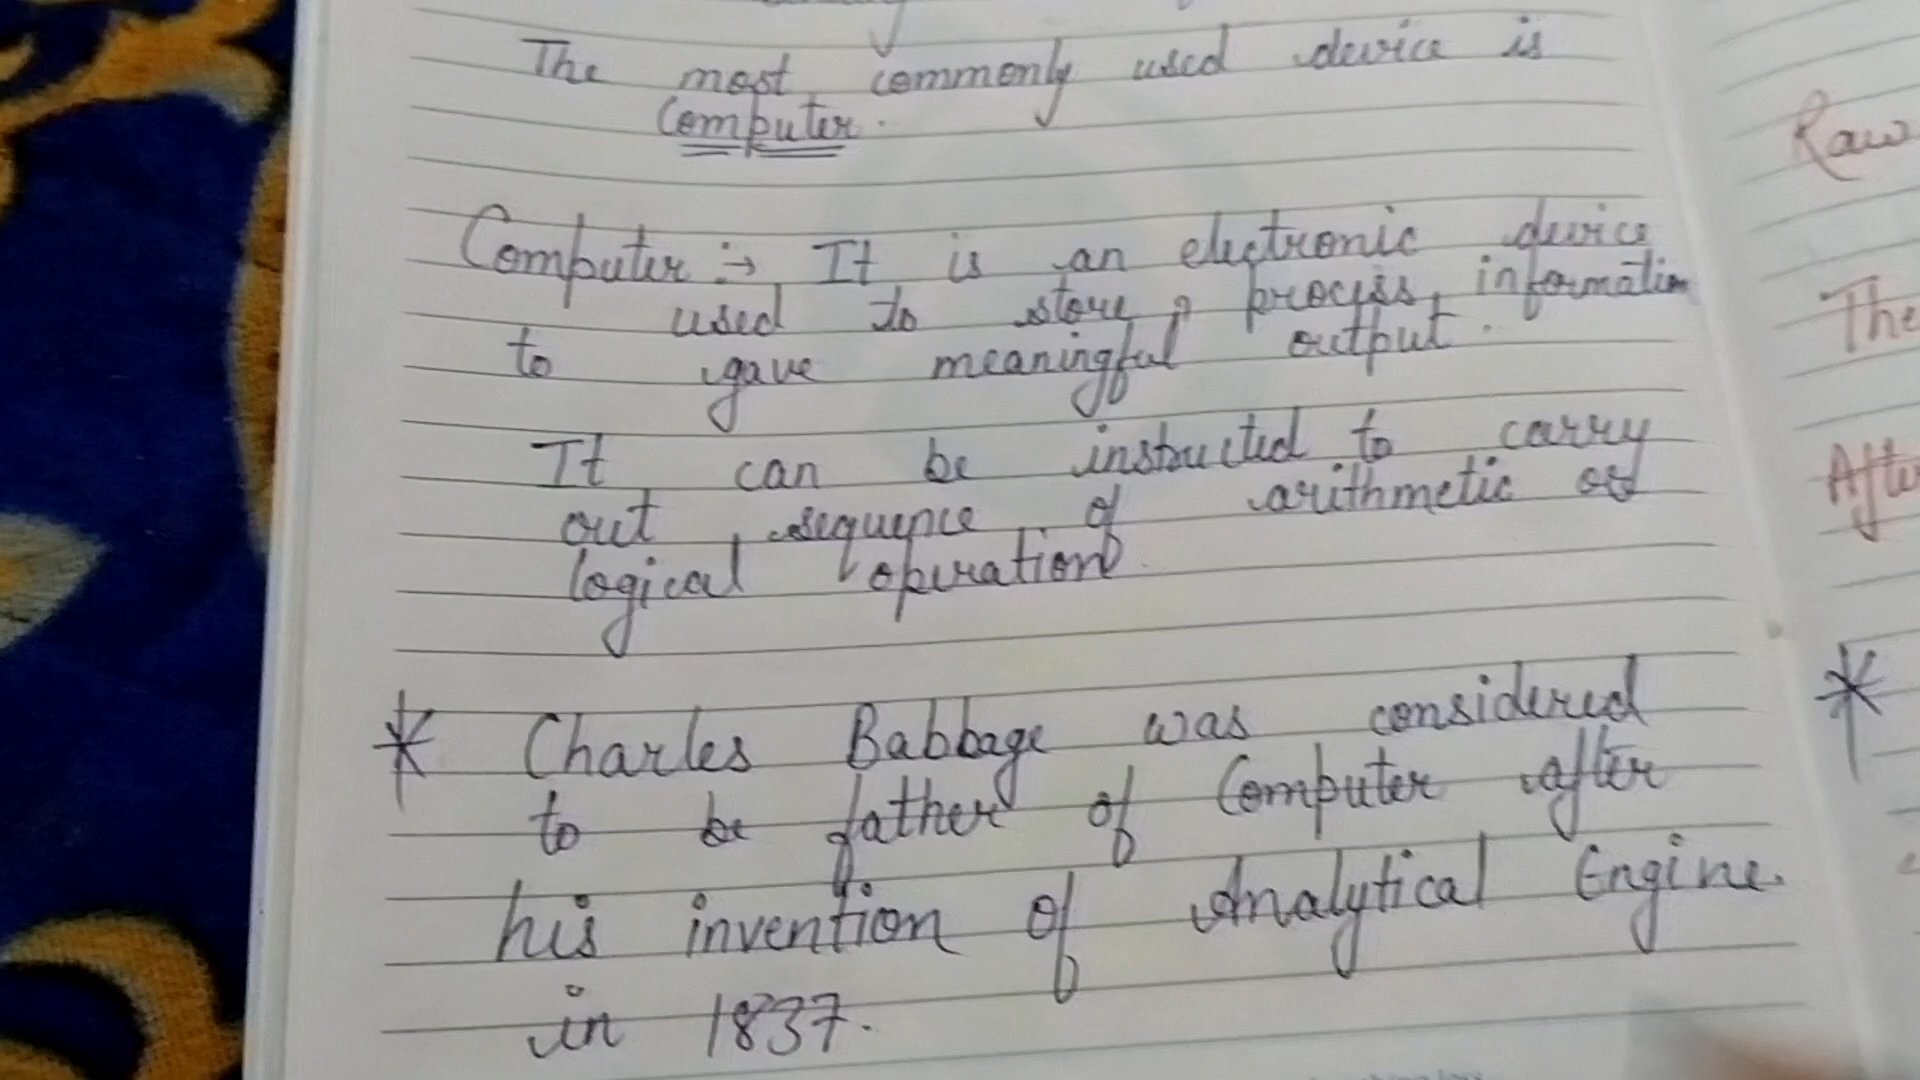 The most commonly used device is
Computer.
Computer :→ It is an electronic device
used to store, process, information
to gave meaningful output.
It can be instructed to carry
out sequence of arithmetic or
logical operation
* Charles Babbage was considered
to be father of Computer after
his invention of Analytical Engine.
in 1837.
Raw
The
After
*